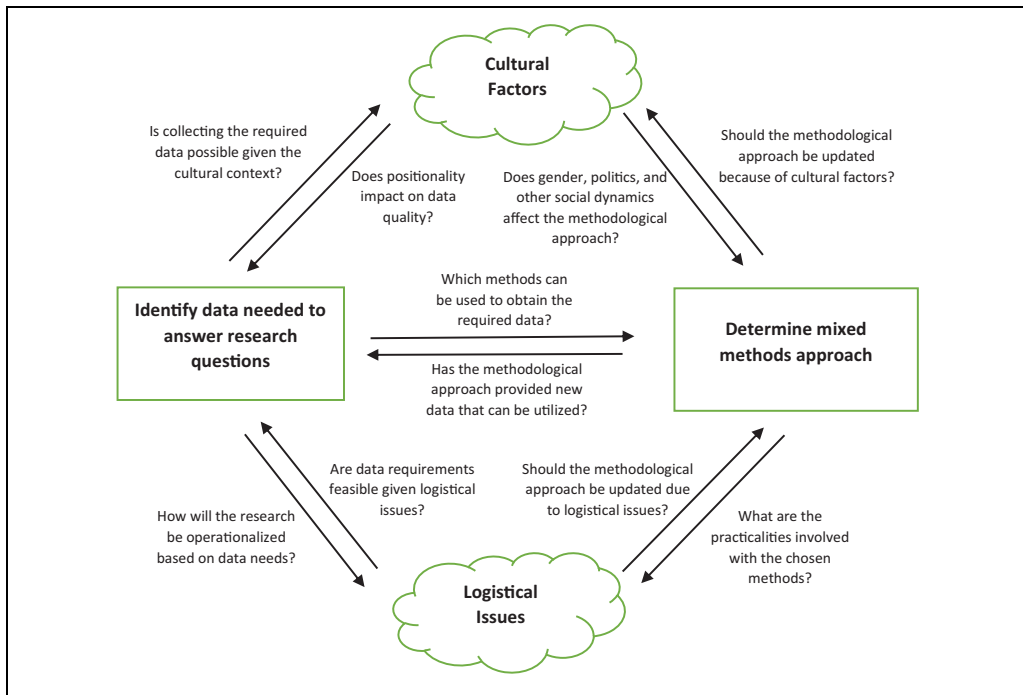 Cultural
Factors
Is collecting the required
data possible given the
cultural context?
Does positionality
impact on data
quality?
Does gender, politics, and
other social dynamics
affect the methodological
approach?
Should the methodological
approach be updated
because of cultural factors?
Identify data needed to
answer research
questions
Which methods can
be used to obtain the
required data?
Has the methodological
approach provided new
data that can be utilized?
Determine mixed
methods approach
How will the research
be operationalized
based on data needs?
Are data requirements
feasible given logistical
issues?
Should the methodological
approach be updated due
to logistical issues?
What are the
practicalities involved
with the chosen
methods?
Logistical
Issues